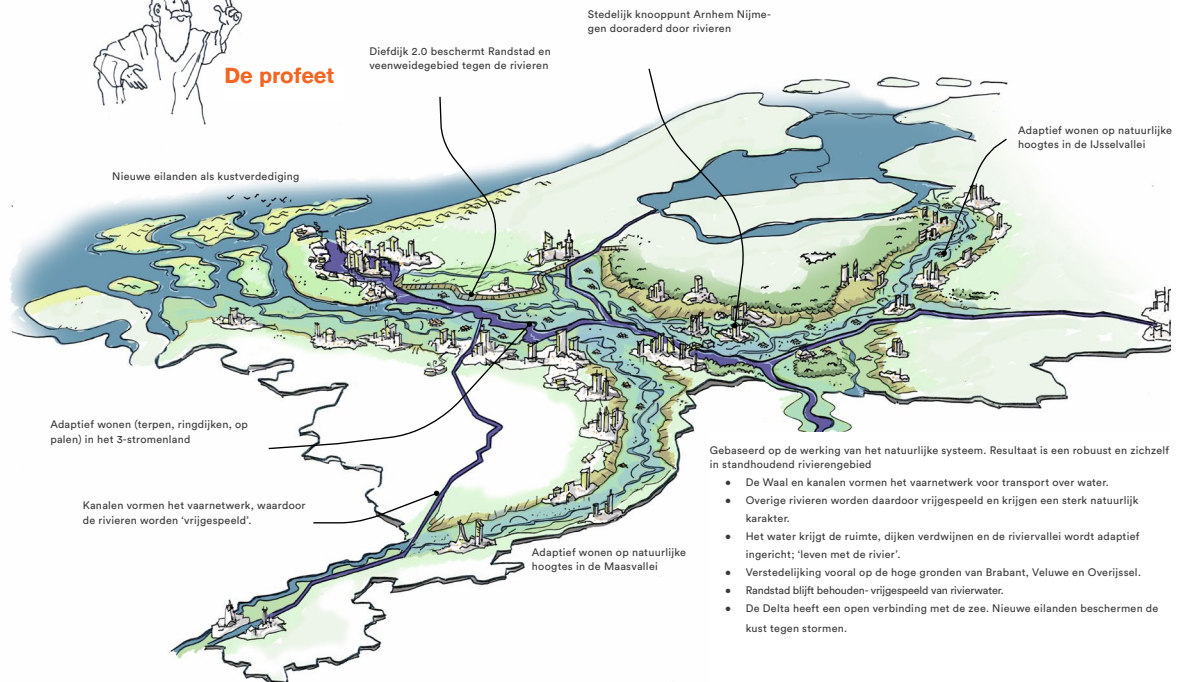 De profeet
Stedelijk knooppunt Arnhem Nijme-
gen dooraderd door rivieren
Diefdijk 2.0 beschermt Randstad en
veenweidegebied tegen de rivieren
Adaptief wonen op natuurlijke
hoogtes in de IJsselvallei
Nieuwe eilanden als kustverdediging
Adaptief wonen (terpen, ringdijken, op
palen) in het 3-stromenland
Kanalen vormen het vaarnetwerk, waardoor
de rivieren worden ‘vrijgespeeld’.
Adaptief wonen op natuurlijke
hoogtes in de Maasvallei
Gebaseerd op de werking van het natuurlijke systeem. Resultaat is een robuust en zichzelf
in standhoudend rivierengebied
• De Waal en kanalen vormen het vaarnetwerk voor transport over water.
• Overige rivieren worden daardoor vrijgespeeld en krijgen een sterk natuurlijk
karakter.
• Het water krijgt de ruimte, dijken verdwijnen en de riviervallei wordt adaptief
ingericht; ‘leven met de rivier’.
• Verstedelijking vooral op de hoge gronden van Brabant, Veluwe en Overijssel.
• Randstad blijft behouden- vrijgespeeld van rivierwater.
• De Delta heeft een open verbinding met de zee. Nieuwe eilanden beschermen de
kust tegen stormen.